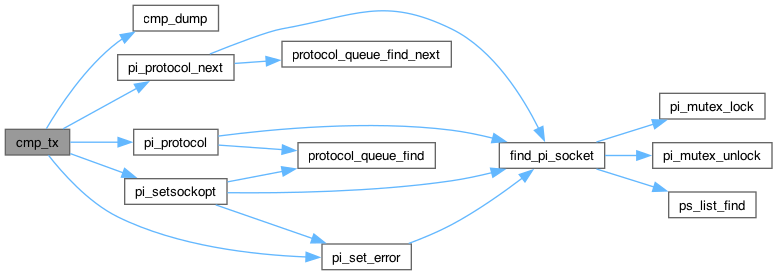 cmp_tx
cmp_dump
pi_protocol_next
protocol_queue_find_next
pi_protocol
protocol_queue_find
pi_setsockopt
pi_set_error
find_pi_socket
pi_mutex_lock
pi_mutex_unlock
ps_list_find